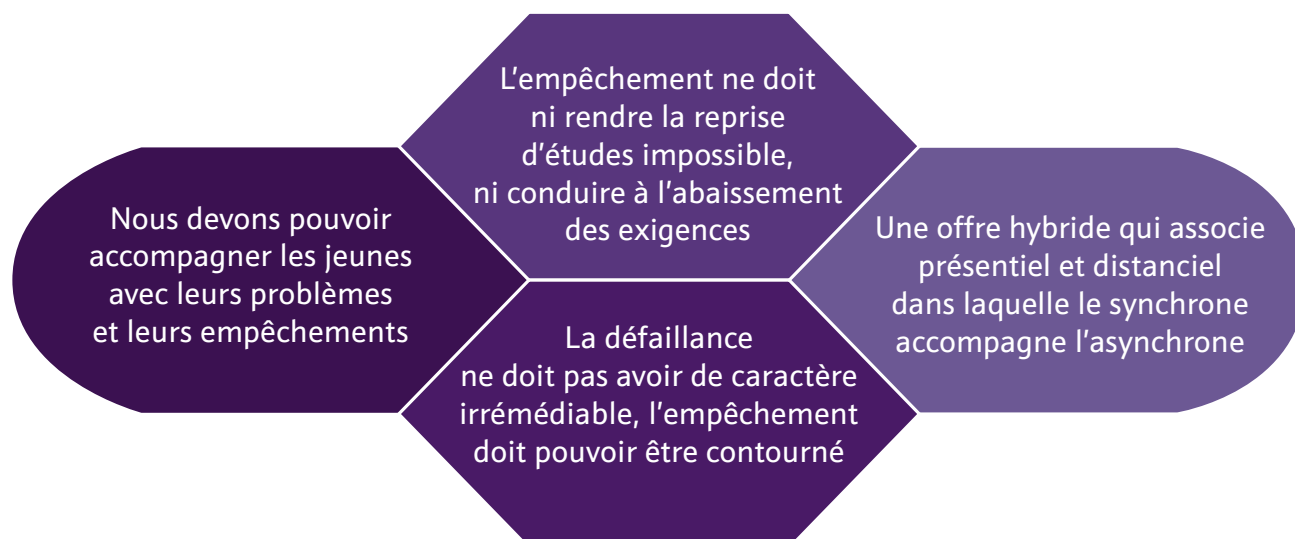 L'empêchement ne doit
ni rendre la reprise
d'études impossible,
ni conduire à l'abaissement
des exigences
Nous devons pouvoir
accompagner les jeunes
avec leurs problèmes
et leurs empêchements
Une offre hybride qui associe
présentiel et distanciel
dans laquelle le synchrone
accompagne l'asynchrone
La défaillance
ne doit pas avoir de caractère
irrémédiable, l'empêchement
doit pouvoir être contourné